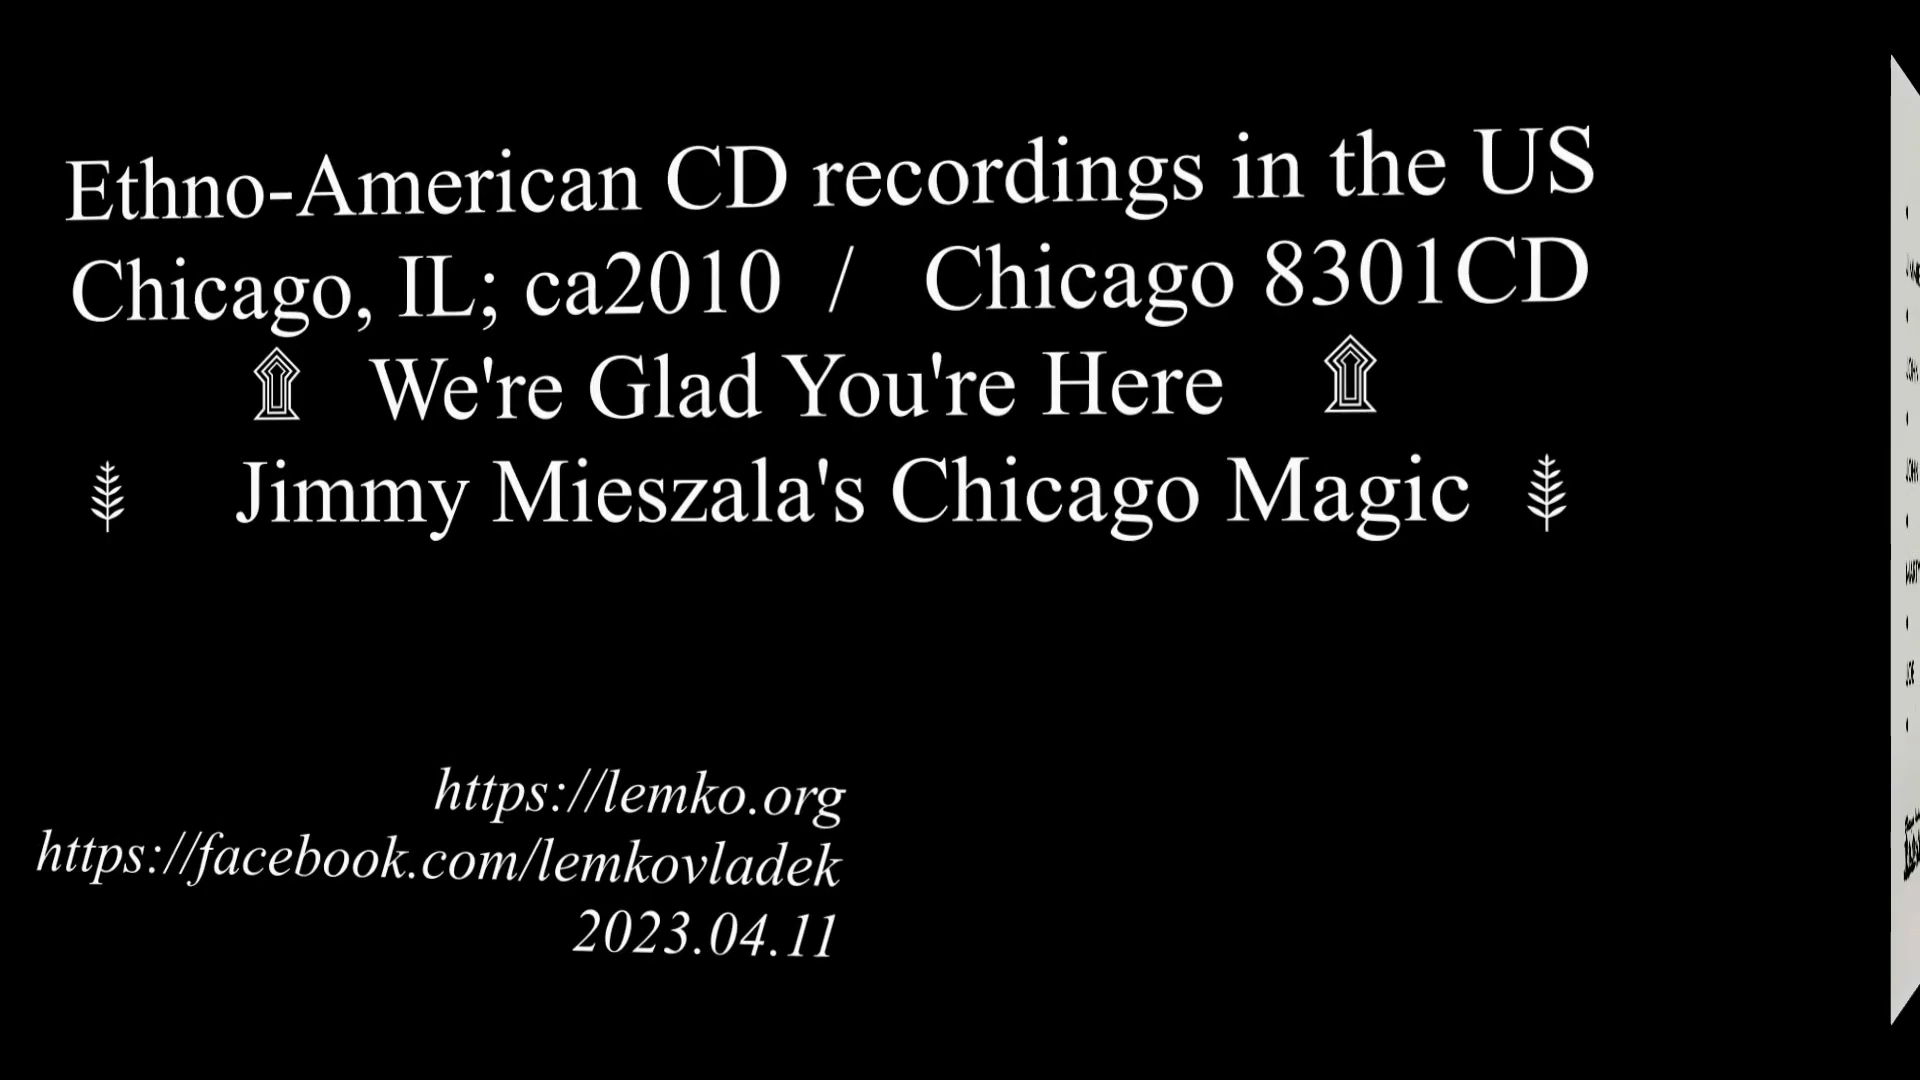 Ethno-American CD recordings in the US
Chicago, IL; ca2010 / Chicago 8301CD
۩ We're Glad You're Here ۩
Jimmy Mieszala's Chicago Magic
https://lemko.org
https://facebook.com/lemkovladek
2023.04.11